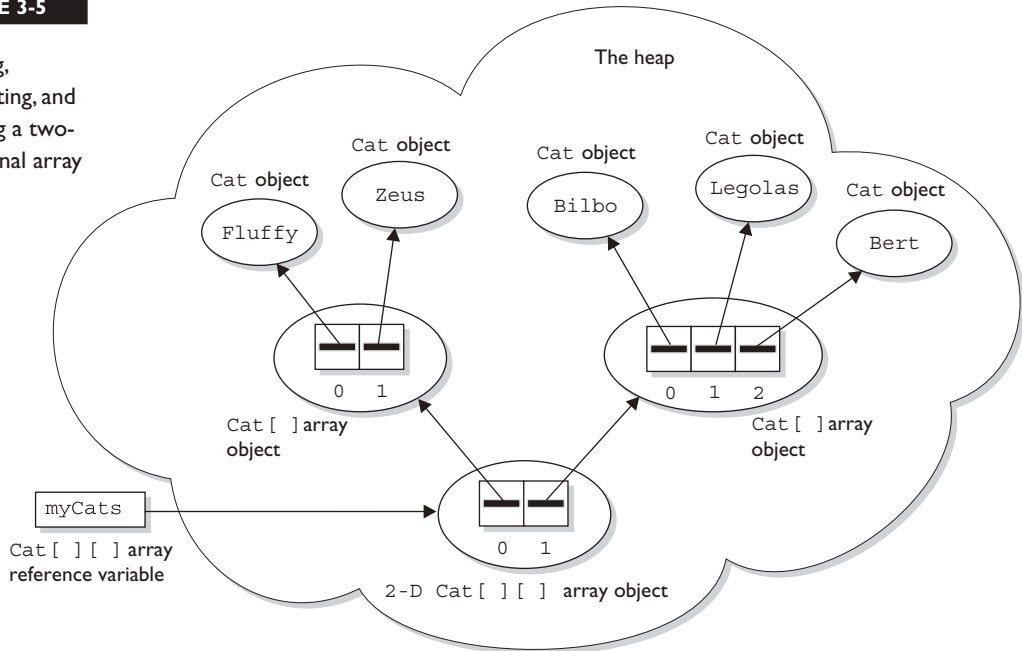 E 3-5
g,
ting, and
g a two-
nal array
The heap
Cat object
Cat object
Cat object
Cat object
Cat object
Fluffy
Zeus
Bilbo
Legolas
Bert
0 1
Cat[ ] array
object
0 1 2
Cat[ ] array
object
myCats
Cat[ ][ ] array
reference variable
0 1
2-D Cat[ ][ ] array object